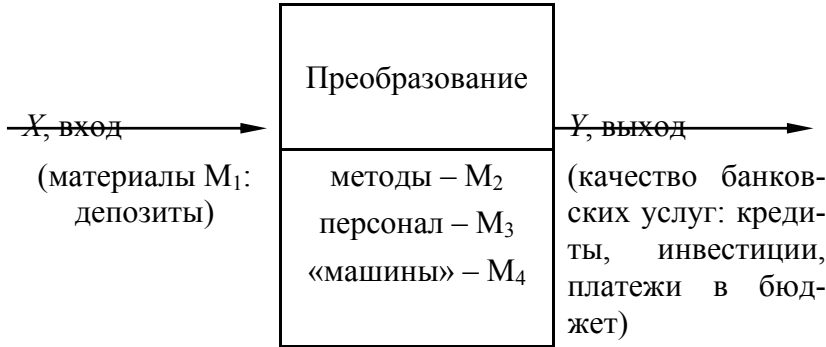 Преобразование
X, вход
Y, выход
(материалы М₁:
депозиты)
методы – М₂
персонал – М₃
«машины» – М₄
(качество банков-
ских услуг: креди-
ты, инвестиции,
платежи в бюд-
жет)